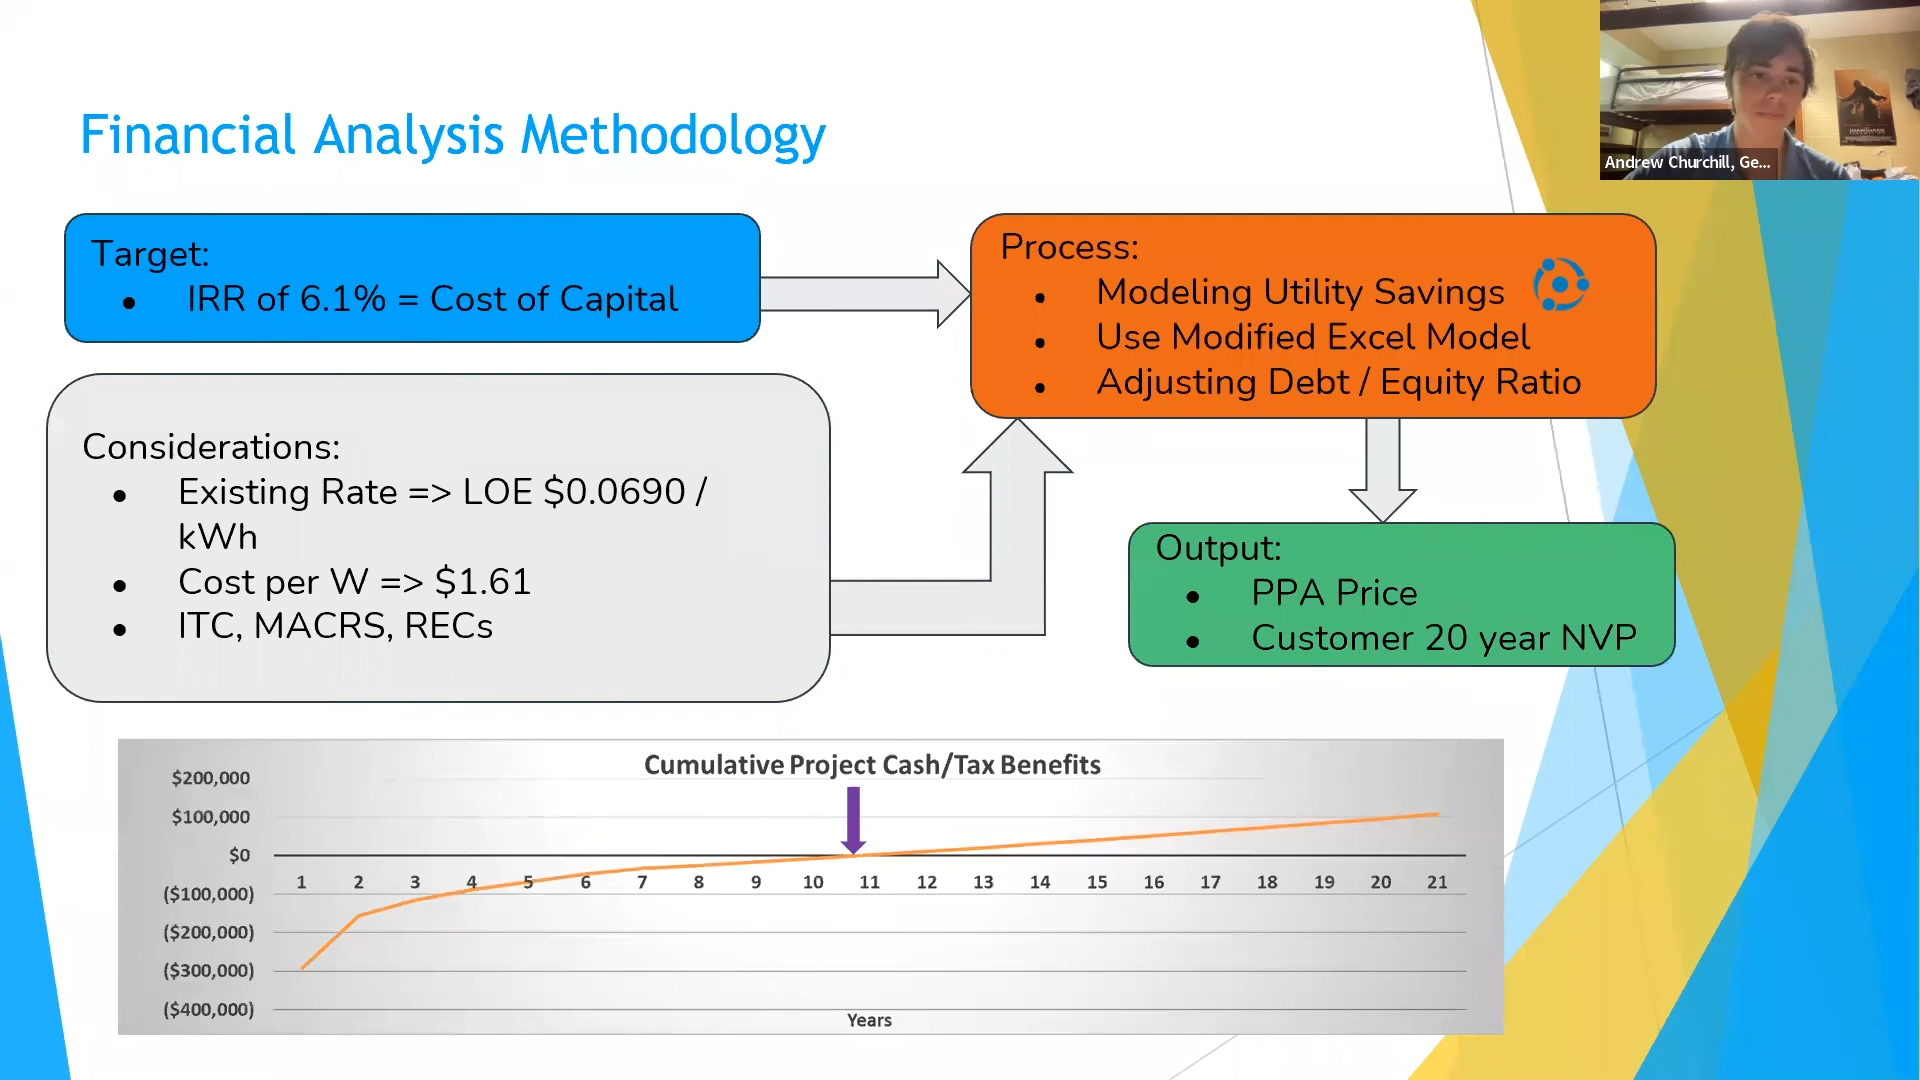 Financial Analysis Methodology
Andrew Churchill, Ge...
Target:
● IRR of 6.1% = Cost of Capital
Process:
● Modeling Utility Savings
● Use Modified Excel Model
● Adjusting Debt / Equity Ratio
Considerations:
● Existing Rate => LOE $0.0690 /
kWh
● Cost per W => $1.61
● ITC, MACRS, RECs
Output:
● PPA Price
● Customer 20 year NVP
Cumulative Project Cash/Tax Benefits
$200,000
$100,000
$0
1 2 3 4 5 6 7 8 9 10 11 12 13 14 15 16 17 18 19 20 21
($100,000)
($200,000)
($300,000)
($400,000)
Years